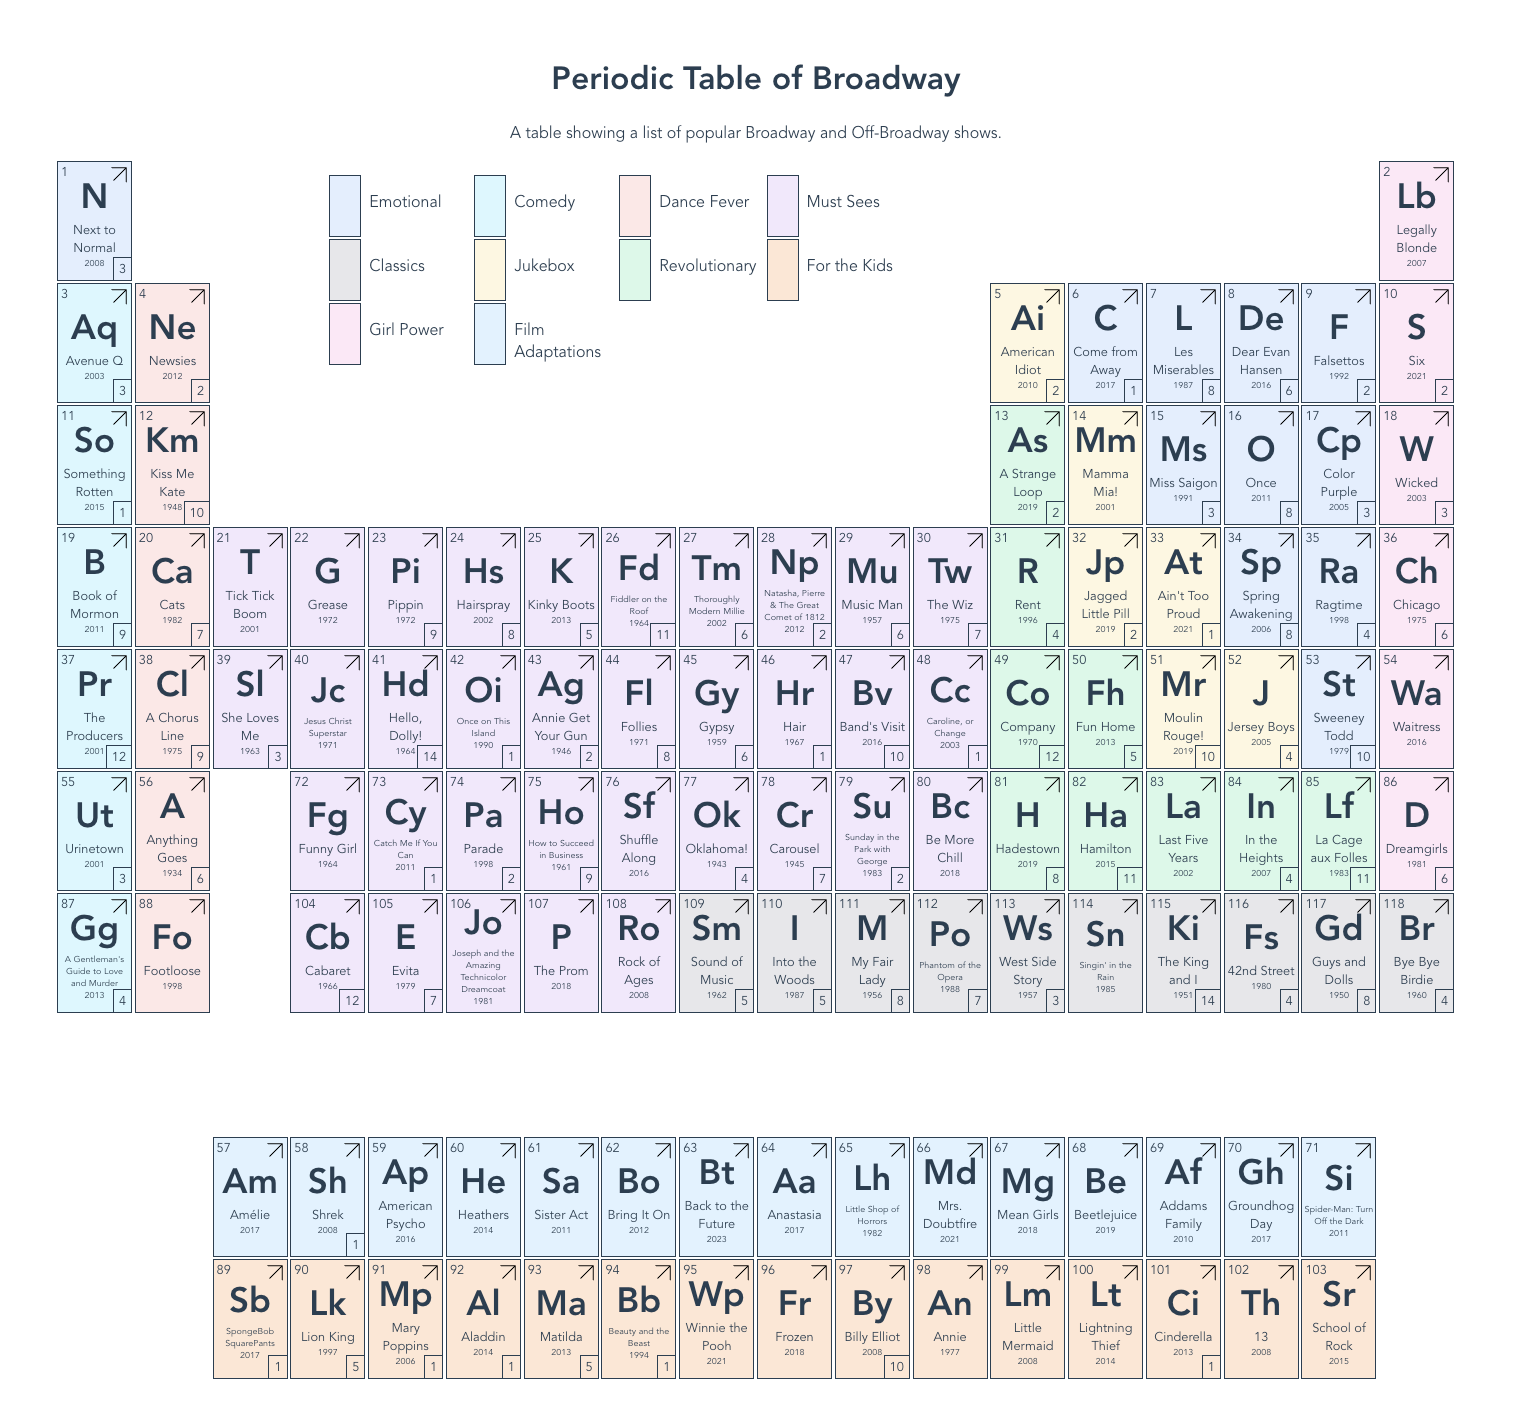 Periodic Table of Broadway
A table showing a list of popular Broadway and Off-Broadway shows.
Emotional
Comedy
Dance Fever
Must Sees
Classics
Jukebox
Revolutionary
For the Kids
Girl Power
Film
Adaptations
1
N
Next to
Normal
2008
3
2
Lb
Legally
Blonde
2007
3
Aq
Avenue Q
2003
3
4
Ne
Newsies
2012
2
5
Ai
American
Idiot
2010
2
6
C
Come from
Away
2017
1
7
L
Les
Miserables
1987
8
8
De
Dear Evan
Hansen
2016
6
9
F
Falsettos
1992
2
10
S
Six
2021
2
11
So
Something
Rotten
2015
1
12
Km
Kiss Me
Kate
1948
10
13
As
A Strange
Loop
2019
2
14
Mm
Mamma
Mia!
2001
15
Ms
Miss Saigon
1991
3
16
O
Once
2011
8
17
Cp
Color
Purple
2005
3
18
W
Wicked
2003
3
19
B
Book of
Mormon
2011
9
20
Ca
Cats
1982
7
21
T
Tick Tick
Boom
2001
22
G
Grease
1972
23
Pi
Pippin
1972
9
24
Hs
Hairspray
2002
8
25
K
Kinky Boots
2013
5
26
Fd
Fiddler on the
Roof
1964
11
27
Tm
Thoroughly
Modern Millie
2002
6
28
Np
Natasha, Pierre
& The Great
Comet of 1812
2012
2
29
Mu
Music Man
1957
6
30
Tw
The Wiz
1975
7
31
R
Rent
1996
4
32
Jp
Jagged
Little Pill
2019
2
33
At
Ain't Too
Proud
2021
1
34
Sp
Spring
Awakening
2006
8
35
Ra
Ragtime
1998
4
36
Ch
Chicago
1975
6
37
Pr
The
Producers
2001
12
38
Cl
A Chorus
Line
1975
9
39
Sl
She Loves
Me
1963
3
40
Jc
Jesus Christ
Superstar
1971
41
Hd
Hello,
Dolly!
1964
14
42
Oi
Once on This
Island
1990
1
43
Ag
Annie Get
Your Gun
1946
2
44
Fl
Follies
1971
8
45
Gy
Gypsy
1959
6
46
Hr
Hair
1967
1
47
Bv
Band's Visit
2016
10
48
Cc
Caroline, or
Change
2003
1
49
Co
Company
1970
12
50
Fh
Fun Home
2013
5
51
Mr
Moulin
Rouge!
2019
10
52
J
Jersey Boys
2005
4
53
St
Sweeney
Todd
1979
10
54
Wa
Waitress
2016
55
Ut
Urinetown
2001
3
56
A
Anything
Goes
1934
6
72
Fg
Funny Girl
1964
73
Cy
Catch Me If You
Can
2011
1
74
Pa
Parade
1998
2
75
Ho
How to Succeed
in Business
1961
9
76
Sf
Shuffle
Along
2016
77
Ok
Oklahoma!
1943
4
78
Cr
Carousel
1945
7
79
Su
Sunday in the
Park with
George
1983
2
80
Bc
Be More
Chill
2018
81
H
Hadestown
2019
8
82
Ha
Hamilton
2015
11
83
La
Last Five
Years
2002
84
In
In the
Heights
2007
4
85
Lf
La Cage
aux Folles
1983
11
86
D
Dreamgirls
1981
6
87
Gg
A Gentleman's
Guide to Love
and Murder
2013
4
88
Fo
Footloose
1998
104
Cb
Cabaret
1966
12
105
E
Evita
1979
7
106
Jo
Joseph and the
Amazing
Technicolor
Dreamcoat
1981
107
P
The Prom
2018
108
Ro
Rock of
Ages
2008
109
Sm
Sound of
Music
1962
5
110
I
Into the
Woods
1987
5
111
M
My Fair
Lady
1956
8
112
Po
Phantom of the
Opera
1988
7
113
Ws
West Side
Story
1957
3
114
Sn
Singin' in the
Rain
1985
115
Ki
The King
and I
1951
14
116
Fs
42nd Street
1980
4
117
Gd
Guys and
Dolls
1950
8
118
Br
Bye Bye
Birdie
1960
4
57
Am
Amélie
2017
58
Sh
Shrek
2008
1
59
Ap
American
Psycho
2016
60
He
Heathers
2014
61
Sa
Sister Act
2011
62
Bo
Bring It On
2012
63
Bt
Back to the
Future
2023
64
Aa
Anastasia
2017
65
Lh
Little Shop of
Horrors
1982
66
Md
Mrs.
Doubtfire
2021
67
Mg
Mean Girls
2018
68
Be
Beetlejuice
2019
69
Af
Addams
Family
2010
70
Gh
Groundhog
Day
2017
71
Si
Spider-Man: Turn
Off the Dark
2011
89
Sb
SpongeBob
SquarePants
2017
1
90
Lk
Lion King
1997
5
91
Mp
Mary
Poppins
2006
1
92
Al
Aladdin
2014
1
93
Ma
Matilda
2013
5
94
Bb
Beauty and the
Beast
1994
1
95
Wp
Winnie the
Pooh
2021
96
Fr
Frozen
2018
97
By
Billy Elliot
2008
10
98
An
Annie
1977
99
Lm
Little
Mermaid
2008
100
Lt
Lightning
Thief
2014
101
Ci
Cinderella
2013
1
102
Th
13
2008
103
Sr
School of
Rock
2015